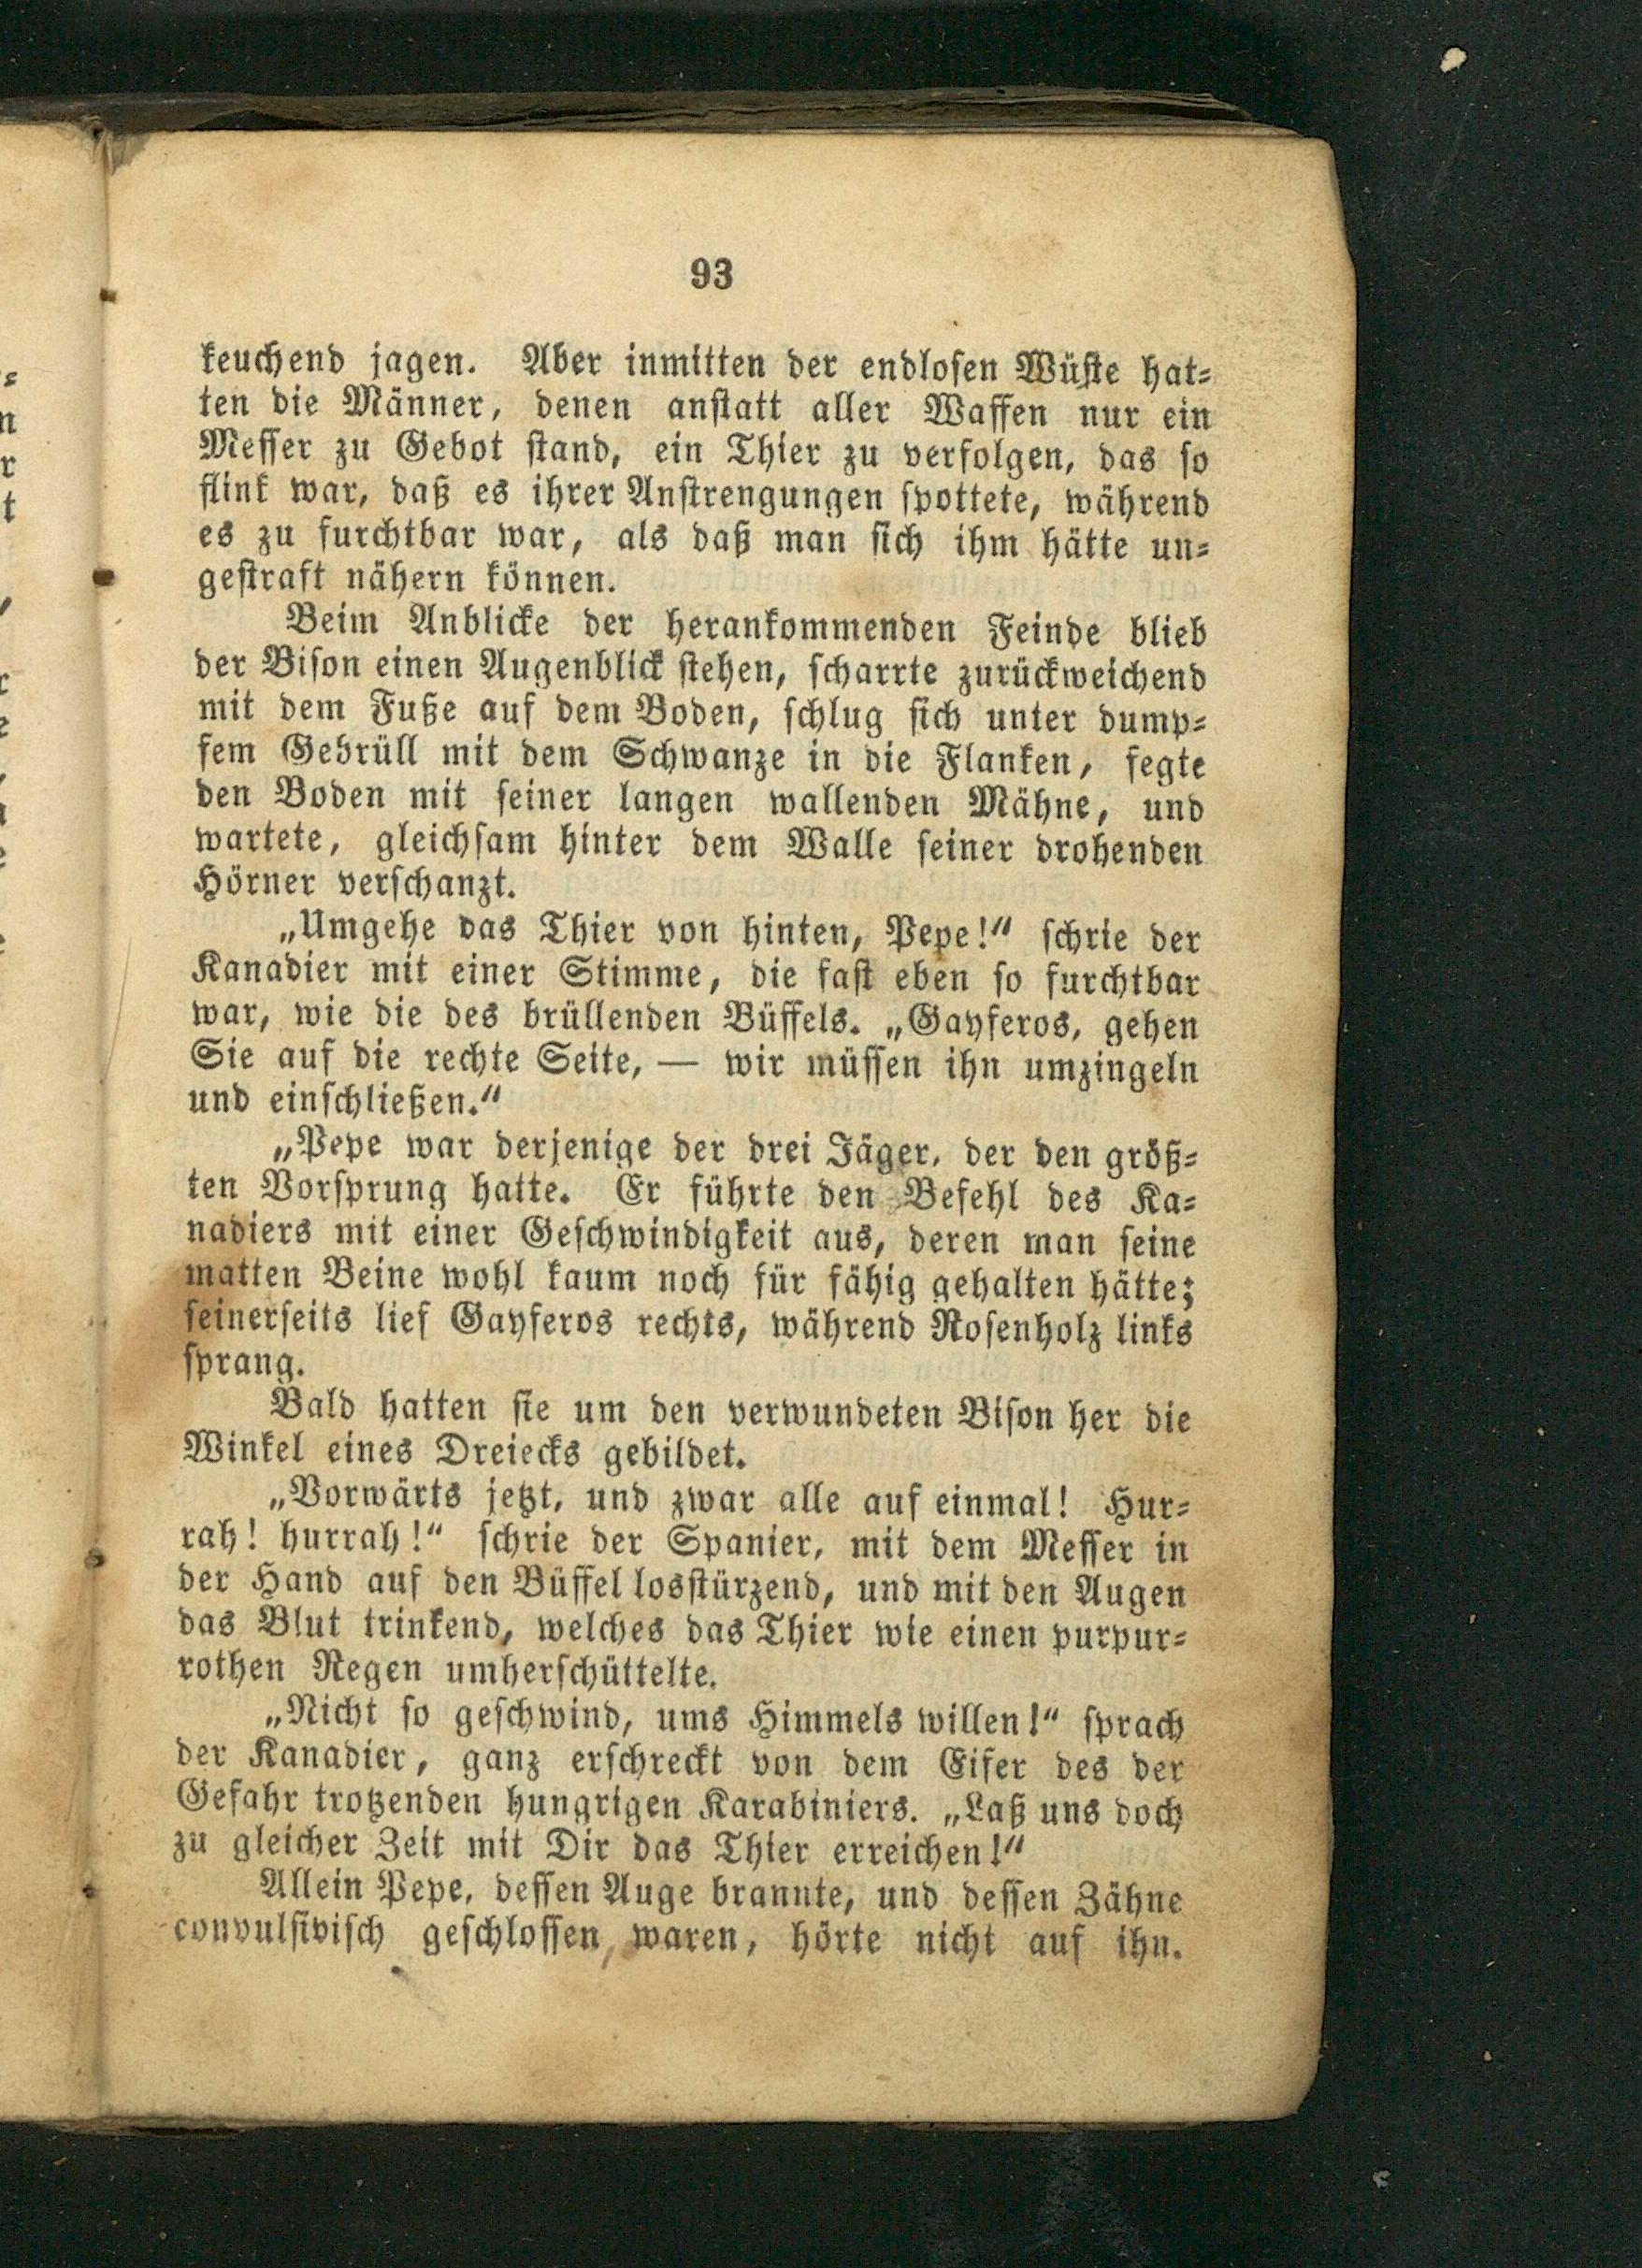 93
keuchend jagen. Aber inmitten der endlosen Wüste hat-
ten die Männer, denen anstatt aller Waffen nur ein
Messer zu Gebot stand, ein Thier zu verfolgen, das so
flink war, daß es ihrer Anstrengungen spottete, während
es zu furchtbar war, als daß man sich ihm hätte un-
gestraft nähern können.
Beim Anblicke der herankommenden Feinde blieb
der Bison einen Augenblick stehen, scharrte zurückweichend
mit dem Fuße auf dem Boden, schlug sich unter dump-
fem Gebrüll mit dem Schwanze in die Flanken, fegte
den Boden mit seiner langen wallenden Mähne, und
wartete, gleichsam hinter dem Walle seiner drohenden
Hörner verschanzt.
„Umgehe das Thier von hinten, Pepe!“ schrie der
Kanadier mit einer Stimme, die fast eben so furchtbar
war, wie die des brüllenden Büffels. „Gayferos, gehen
Sie auf die rechte Seite, — wir müssen ihn umzingeln
und einschließen.“
„Pepe war derjenige der drei Jäger, der den größ-
ten Vorsprung hatte. Er führte den Befehl des Ka-
nadiers mit einer Geschwindigkeit aus, deren man seine
matten Beine wohl kaum noch für fähig gehalten hätte;
seinerseits lief Gayferos rechts, während Rosenholz links
sprang.
Bald hatten sie um den verwundeten Bison her die
Winkel eines Dreiecks gebildet.
„Vorwärts jetzt, und zwar alle auf einmal! Hur-
rah! hurrah!“ schrie der Spanier, mit dem Messer in
der Hand auf den Büffel losstürzend, und mit den Augen
das Blut trinkend, welches das Thier wie einen purpur-
rothen Regen umherschüttelte.
„Nicht so geschwind, ums Himmels willen!“ sprach
der Kanadier, ganz erschreckt von dem Eifer des der
Gefahr trotzenden hungrigen Karabiniers. „Laß uns doch
zu gleicher Zeit mit Dir das Thier erreichen!“
Allein Pepe, dessen Auge brannte, und dessen Zähne
convulsivisch geschlossen waren, hörte nicht auf ihn.